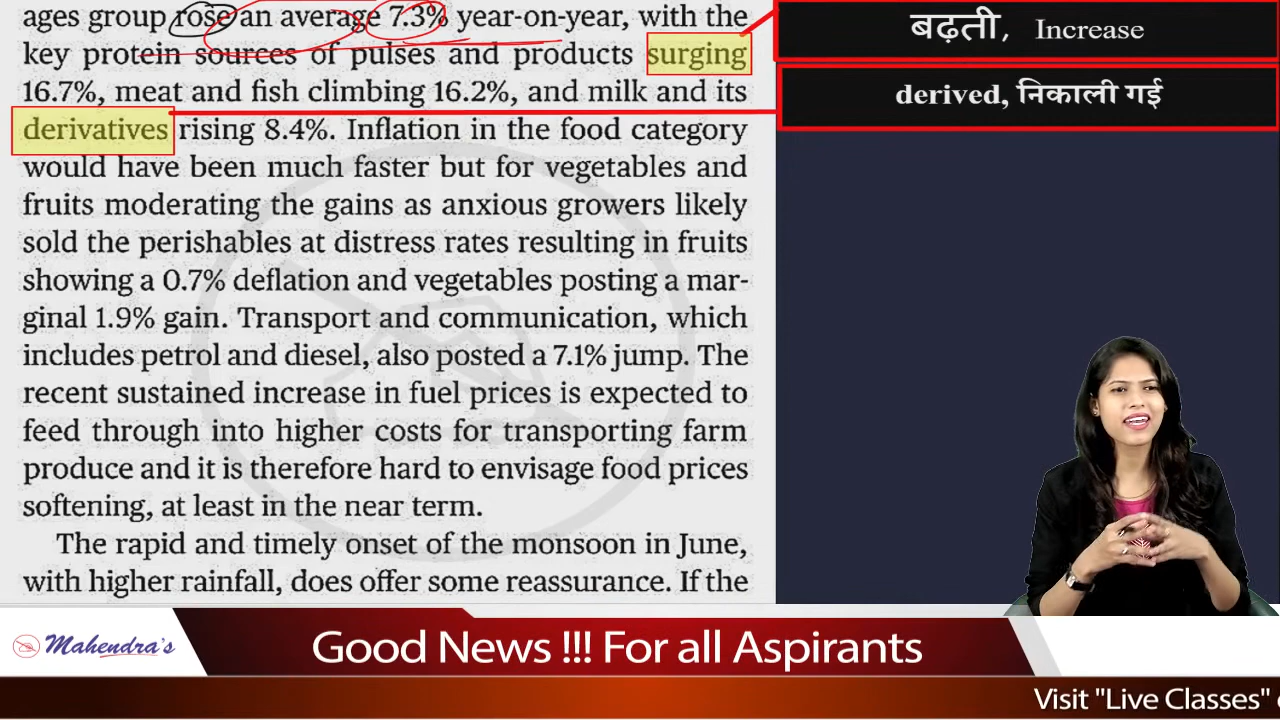 ages group rose an average 7.3% year-on-year, with the
key protein sources of pulses and products surging
16.7%, meat and fish climbing 16.2%, and milk and its
derivatives rising 8.4%. Inflation in the food category
would have been much faster but for vegetables and
fruits moderating the gains as anxious growers likely
sold the perishables at distress rates resulting in fruits
showing a 0.7% deflation and vegetables posting a mar-
ginal 1.9% gain. Transport and communication, which
includes petrol and diesel, also posted a 7.1% jump. The
recent sustained increase in fuel prices is expected to
feed through into higher costs for transporting farm
produce and it is therefore hard to envisage food prices
softening, at least in the near term.
The rapid and timely onset of the monsoon in June,
with higher rainfall, does offer some reassurance. If the
बढ़ती, Increase
derived, निकाली गई
Mahendra's
Good News !!! For all Aspirants
Visit "Live Classes"